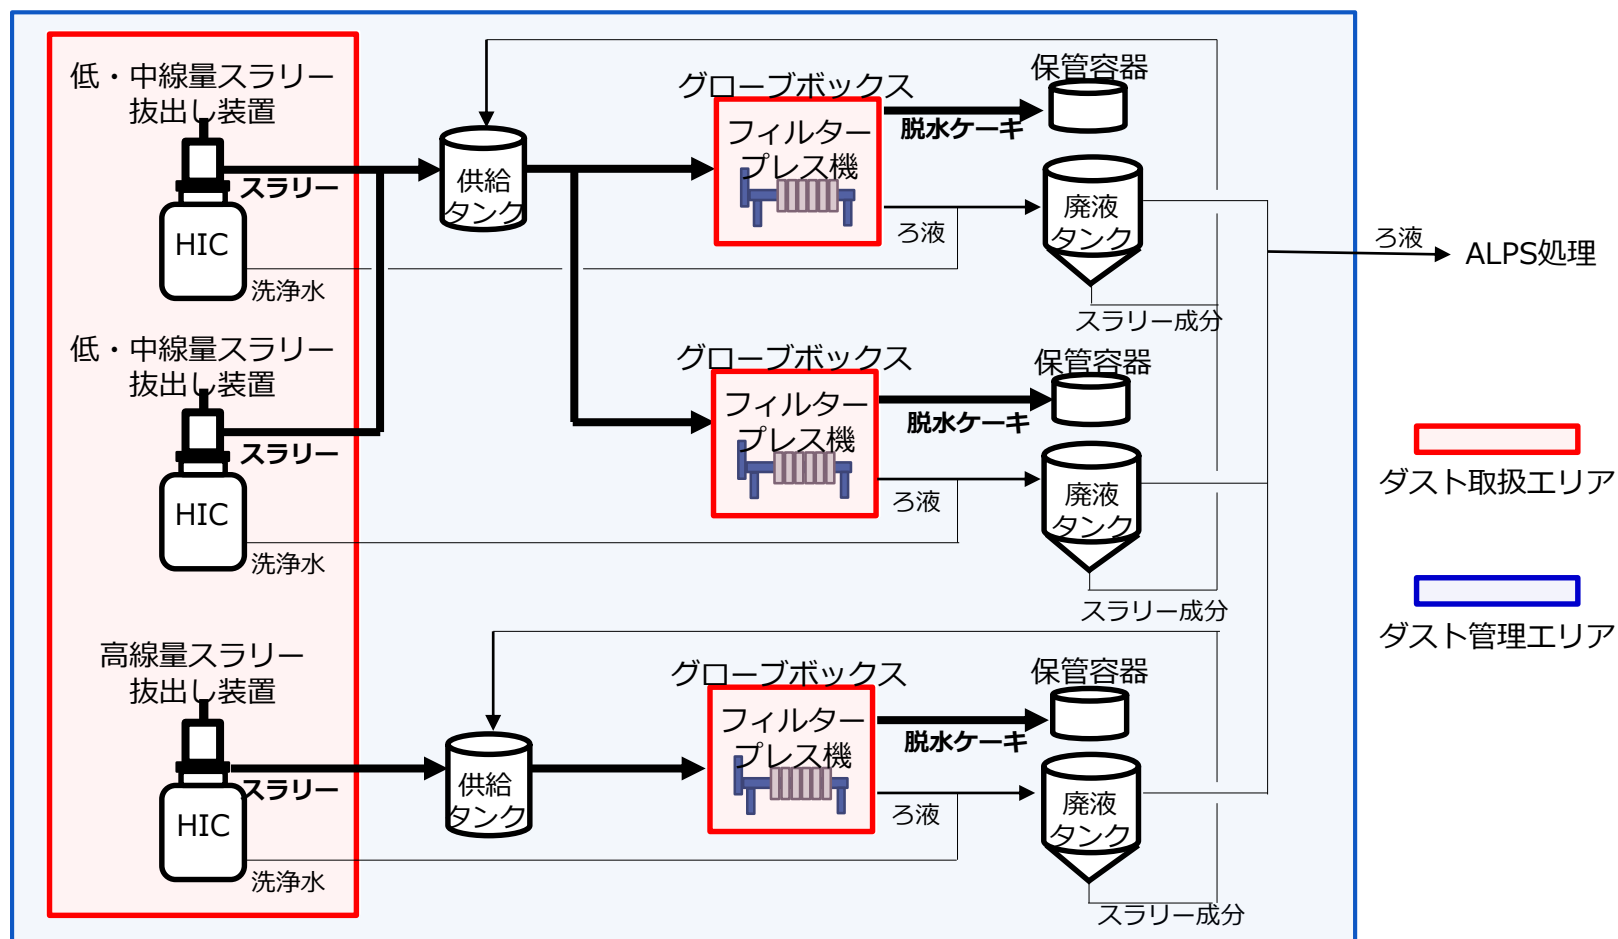 低・中線量スラリー
抜出し装置
スラリー
HIC
洗浄水
供給
タンク
グローブボックス
フィルター
プレス機
脱水ケーキ
保管容器
ろ液
廃液
タンク
スラリー成分
ろ液
ALPS処理
低・中線量スラリー
抜出し装置
スラリー
HIC
洗浄水
グローブボックス
フィルター
プレス機
脱水ケーキ
保管容器
ろ液
廃液
タンク
スラリー成分
高線量スラリー
抜出し装置
スラリー
HIC
洗浄水
供給
タンク
グローブボックス
フィルター
プレス機
脱水ケーキ
保管容器
ろ液
廃液
タンク
スラリー成分
ダスト取扱エリア
ダスト管理エリア